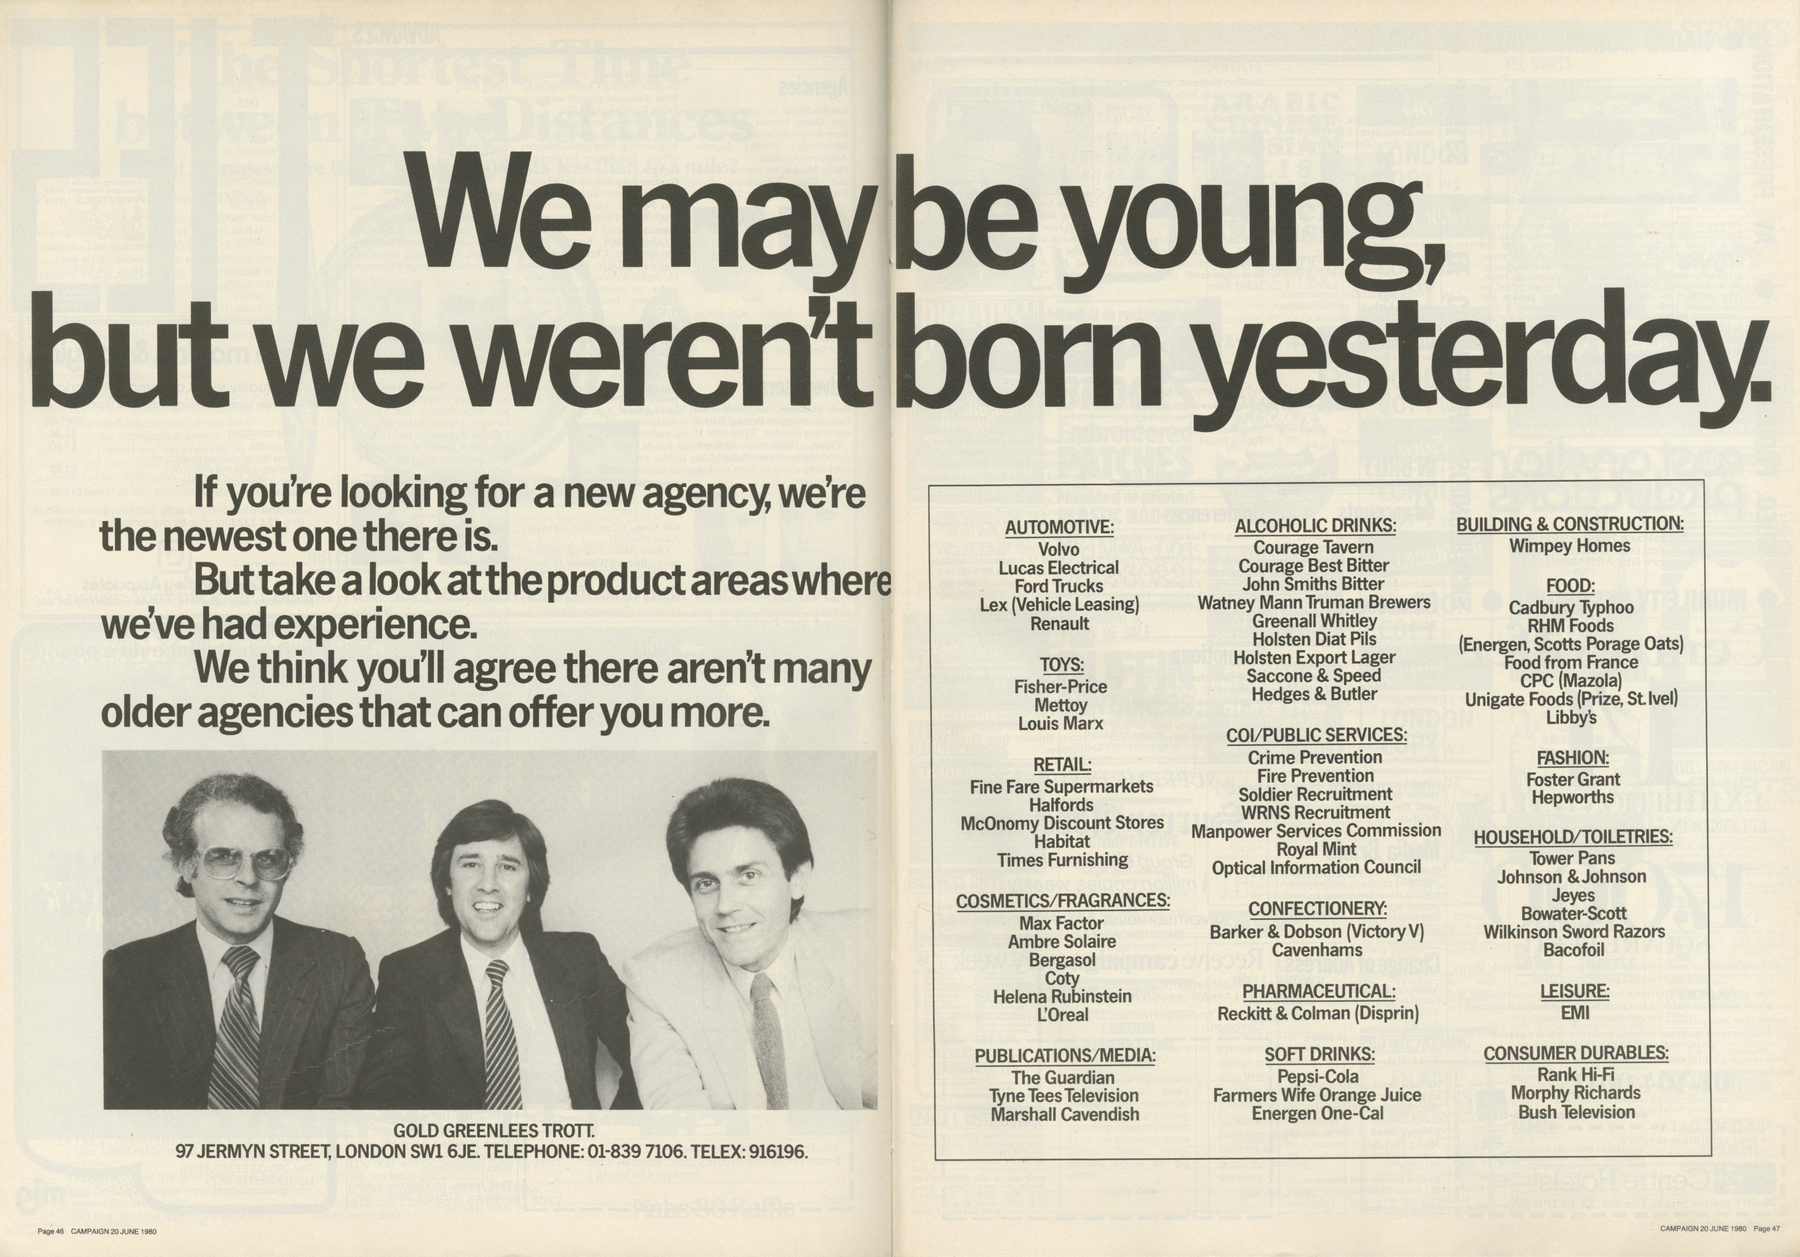 We may be young,
but we weren't born yesterday.
If you're looking for a new agency, we're
the newest one there is.
But take a look at the product areas where
we've had experience.
We think you'll agree there aren't many
older agencies that can offer you more.
GOLD GREENLEES TROTT.
97 JERMYN STREET, LONDON SW1 6JE. TELEPHONE: 01-839 7106. TELEX: 916196.
Page 46 CAMPAIGN 20 JUNE 1980
AUTOMOTIVE:
Volvo
Lucas Electrical
Ford Trucks
Lex (Vehicle Leasing)
Renault
TOYS:
Fisher-Price
Mettoy
Louis Marx
RETAIL:
Fine Fare Supermarkets
Halfords
McOnomy Discount Stores
Habitat
Times Furnishing
COSMETICS/FRAGRANCES:
Max Factor
Ambre Solaire
Bergasol
Coty
Helena Rubinstein
L'Oreal
PUBLICATIONS/MEDIA:
The Guardian
Tyne Tees Television
Marshall Cavendish
ALCOHOLIC DRINKS:
Courage Tavern
Courage Best Bitter
John Smiths Bitter
Watney Mann Truman Brewers
Greenall Whitley
Holsten Diat Pils
Holsten Export Lager
Saccone & Speed
Hedges & Butler
COI/PUBLIC SERVICES:
Crime Prevention
Fire Prevention
Soldier Recruitment
WRNS Recruitment
Manpower Services Commission
Royal Mint
Optical Information Council
CONFECTIONERY:
Barker & Dobson (Victory V)
Cavenhams
PHARMACEUTICAL:
Reckitt & Colman (Disprin)
SOFT DRINKS:
Pepsi-Cola
Farmers Wife Orange Juice
Energen One-Cal
BUILDING & CONSTRUCTION:
Wimpey Homes
FOOD:
Cadbury Typhoo
RHM Foods
(Energen, Scotts Porage Oats)
Food from France
CPC (Mazola)
Unigate Foods (Prize, St. Ivel)
Libby's
FASHION:
Foster Grant
Hepworths
HOUSEHOLD/TOILETRIES:
Tower Pans
Johnson & Johnson
Jeyes
Bowater-Scott
Wilkinson Sword Razors
Bacofoil
LEISURE:
EMI
CONSUMER DURABLES:
Rank Hi-Fi
Morphy Richards
Bush Television
CAMPAIGN 20 JUNE 1980 Page 47